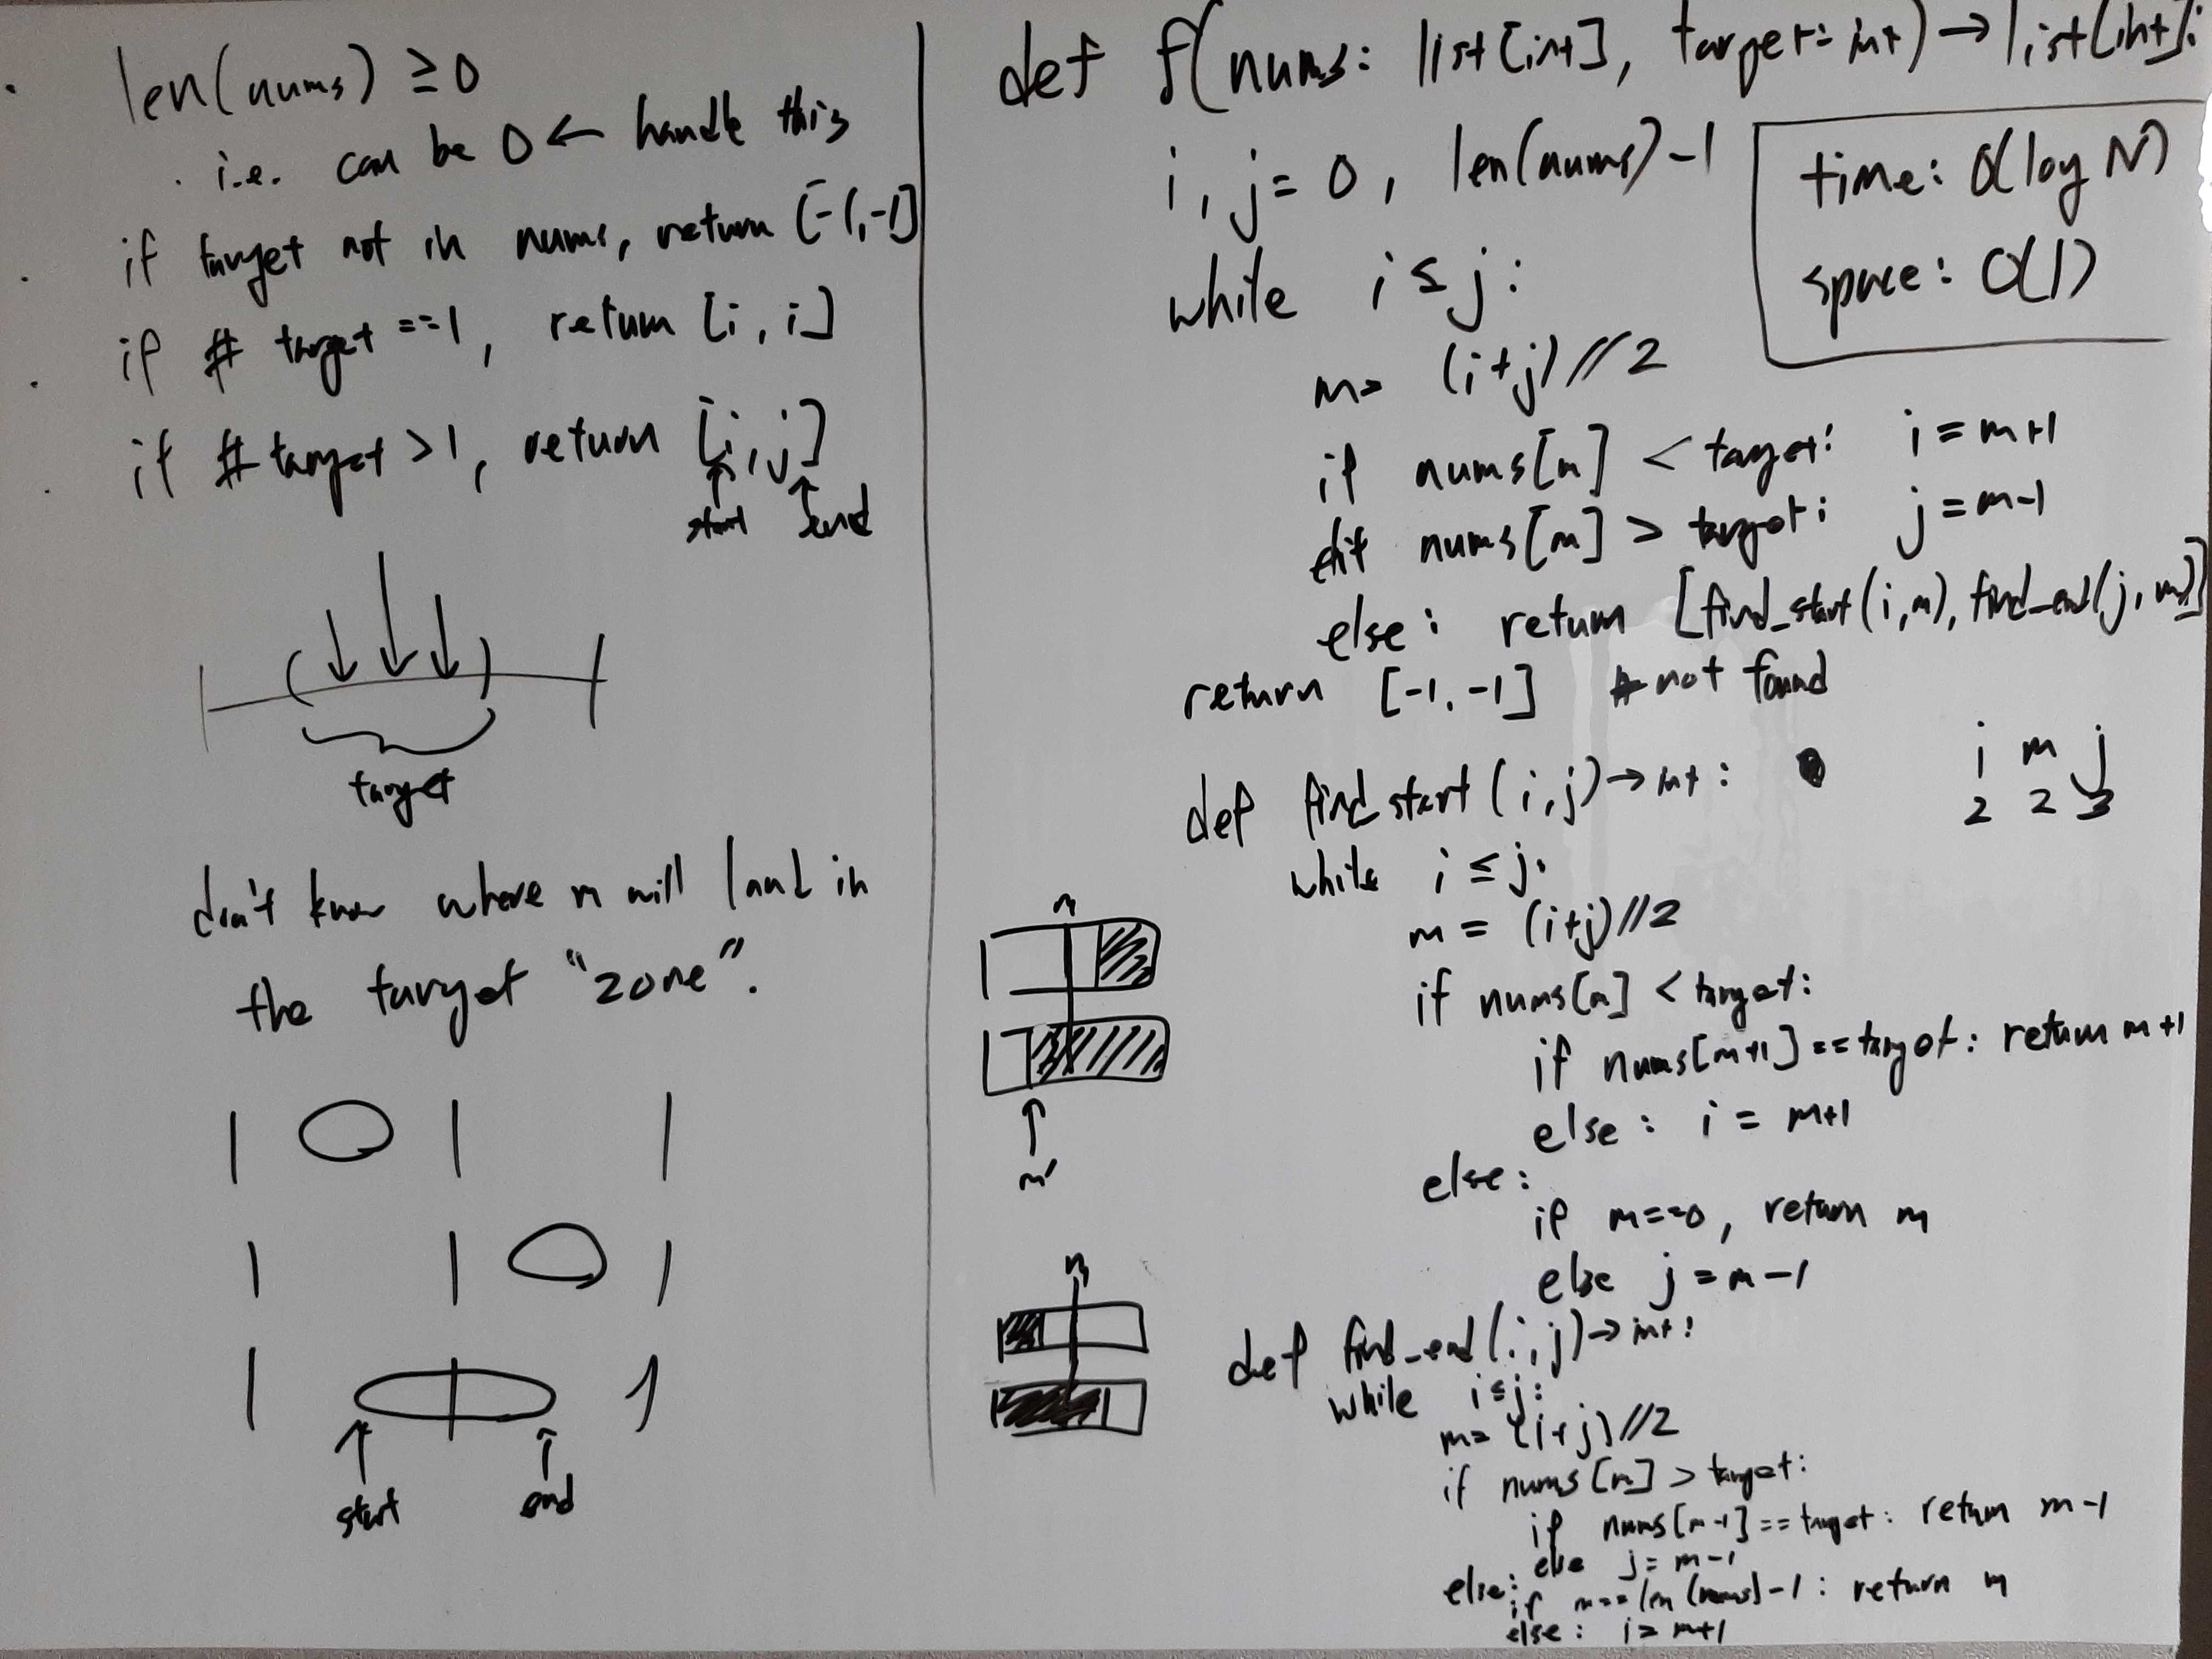 len(nums) ≥ 0
i.e. can be 0 ← handle this
if target not in nums, return [-1,-1]
if # target ==1, return [i, i]
if # target >1, return [i,j]
start end
target
don't know where m will land in
the target "zone".
start end
def f(nums: list[int], target: int) → list[int]:
i, j = 0, len(nums)-1
time: O(log N)
space: O(1)
while i ≤ j:
m = (i+j)//2
if nums[m] < target: i = m+1
elif nums[m] > target: j = m-1
else: return [find_start(i,m), find_end(j,m)]
return [-1, -1] # not found
i m j
2 2 3
def find_start(i,j)→int:
while i ≤ j:
m = (i+j)//2
if nums[m] < target:
if nums[m+1]==target: return m+1
else: i = m+1
else:
if m==0, return m
else j = m-1
m
m'
m
def find_end(i,j)→int:
while i≤j:
m= (i+j)//2
if nums[m] > target:
if nums[m-1]==target: return m-1
else j= m-1
else:
if m==len(nums)-1: return m
else: i= m+1